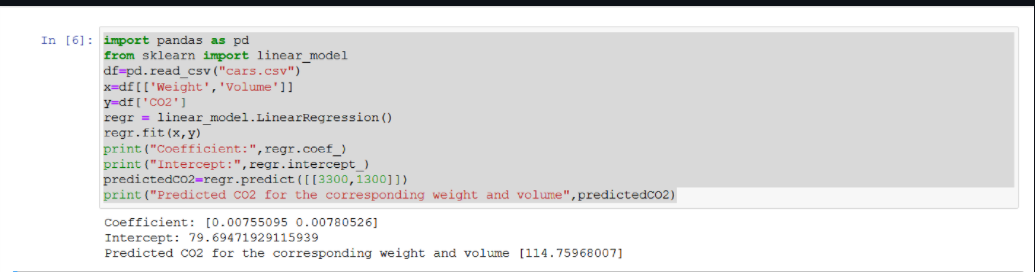 In [6]: import pandas as pd
from sklearn import linear_model
df=pd.read_csv("cars.csv")
x=df[['Weight','Volume']]
y=df['CO2']
regr = linear_model.LinearRegression()
regr.fit(x,y)
print("Coefficient:",regr.coef_)
print("Intercept:",regr.intercept_)
predictedCO2=regr.predict([[3300,1300]])
print("Predicted CO2 for the corresponding weight and volume",predictedCO2)
Coefficient: [0.00755095 0.00780526]
Intercept: 79.69471929115939
Predicted CO2 for the corresponding weight and volume [114.75968007]